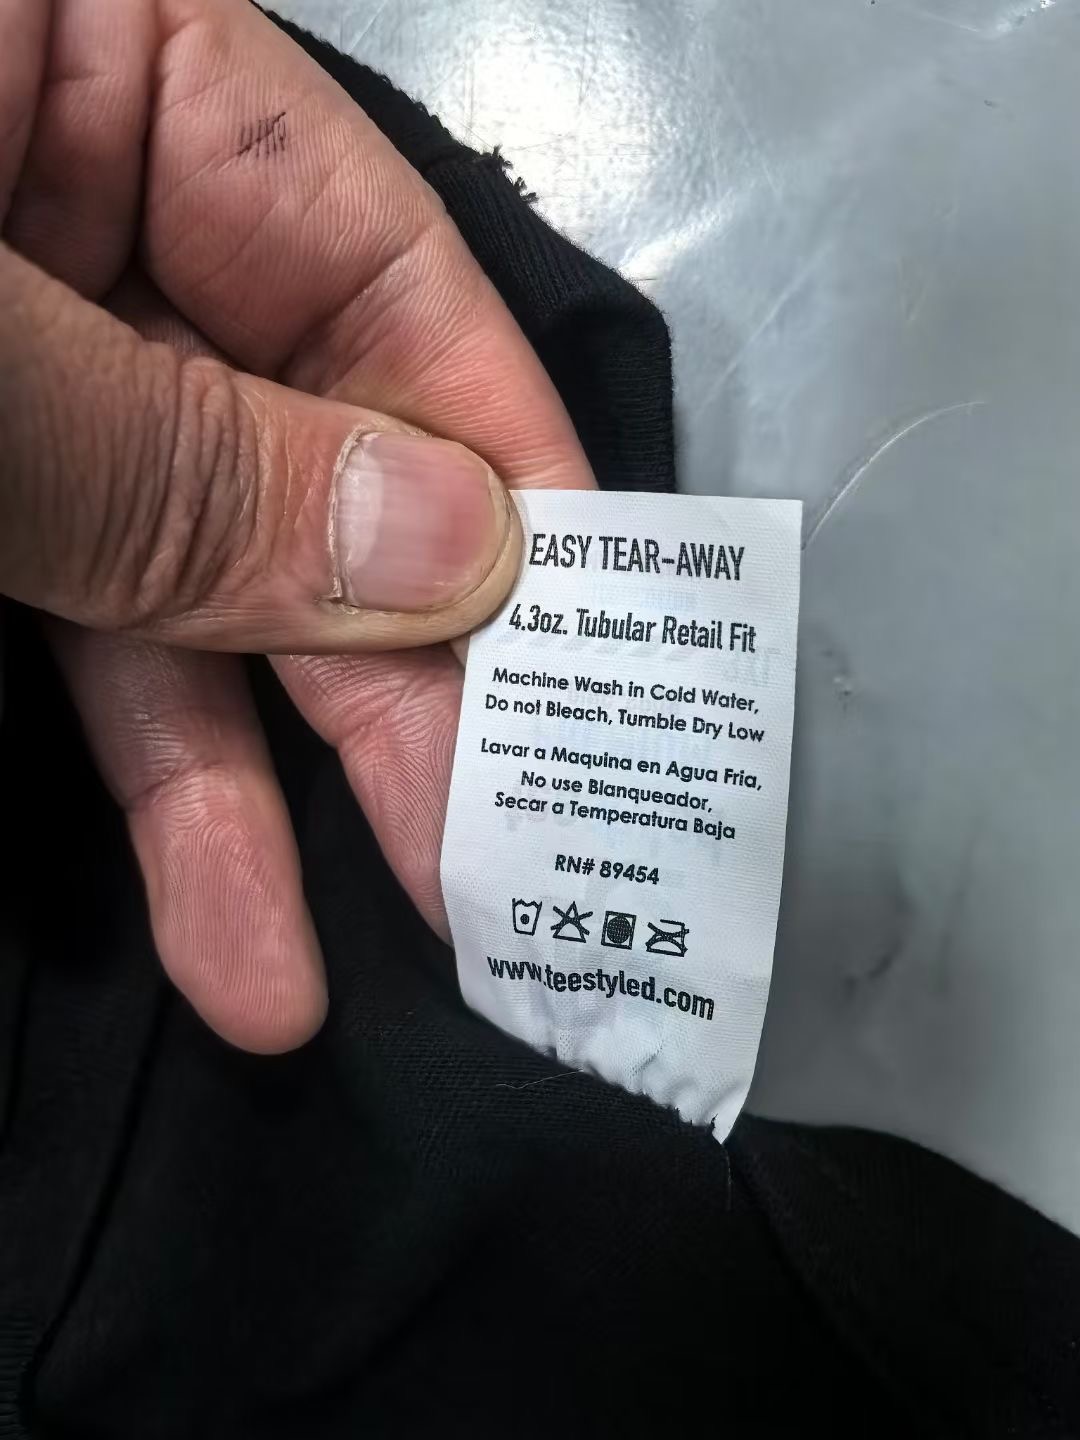 EASY TEAR-AWAY
4.3oz. Tubular Retail Fit
Machine Wash in Cold Water,
Do not Bleach, Tumble Dry Low
Lavar a Maquina en Agua Fria,
No use Blanqueador,
Secar a Temperatura Baja
RN# 89454
www.teestyled.com